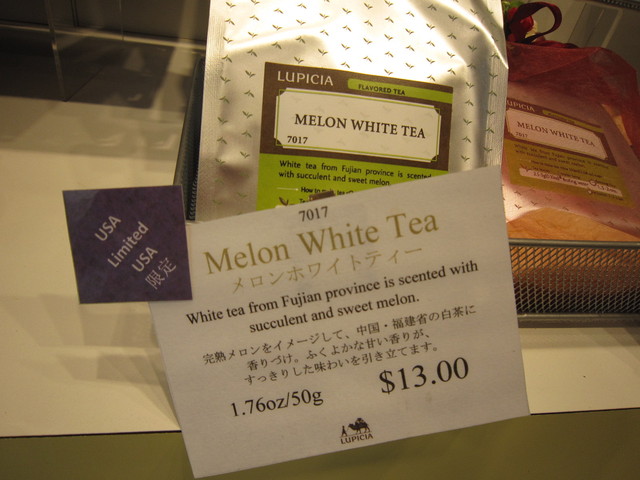 LUPICIA
FLAVORED TEA
MELON WHITE TEA
7017
White tea from Fujian province is scented
with succulent and sweet melon.
LUPICIA
MELON WHITE TEA
7017
USA
Limited
USA
限定
7017
Melon White Tea
メロンホワイトティー
White tea from Fujian province is scented with
succulent and sweet melon.
完熟メロンをイメージして、中国・福建省の白茶に
香りづけ。ふくよかな甘い香りが、
すっきりした味わいを引き立てます。
1.76oz/50g
$13.00
LUPICIA